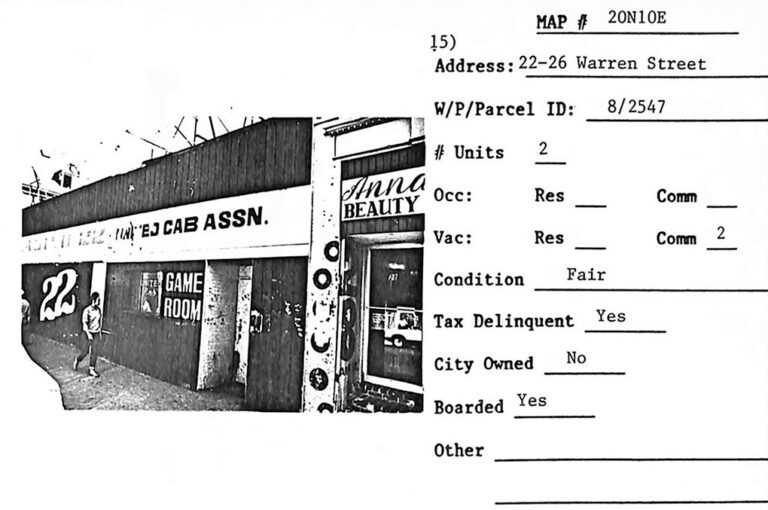 MAP # 20N10E
15)
Address: 22-26 Warren Street
W/P/Parcel ID: 8/2547
# Units 2
Occ: Res Comm
Vac: Res Comm 2
Condition Fair
Tax Delinquent Yes
City Owned No
Boarded Yes
Other
CAB ASSN.
Anna
BEAUTY
22
GAME
ROOM